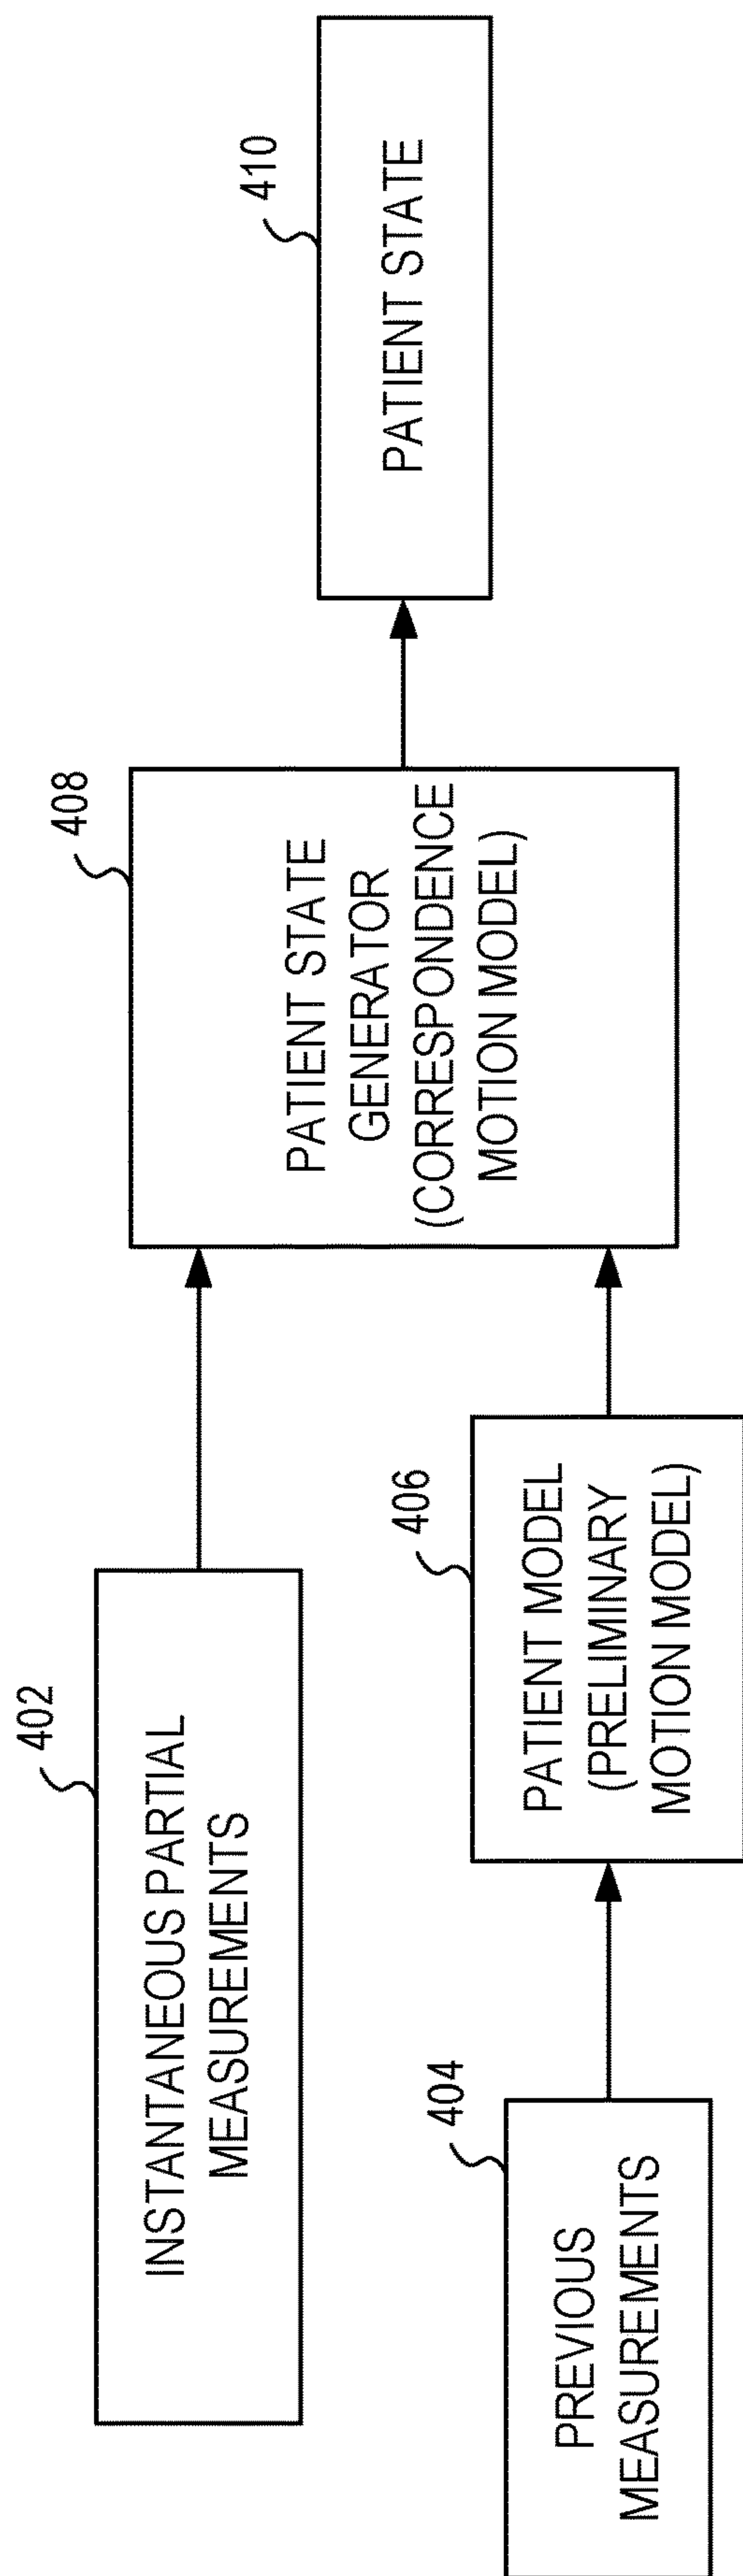 402
INSTANTANEOUS PARTIAL
MEASUREMENTS
404
PREVIOUS
MEASUREMENTS
406
PATIENT MODEL
(PRELIMINARY
MOTION MODEL)
408
PATIENT STATE
GENERATOR
(CORRESPONDENCE
MOTION MODEL)
410
PATIENT STATE